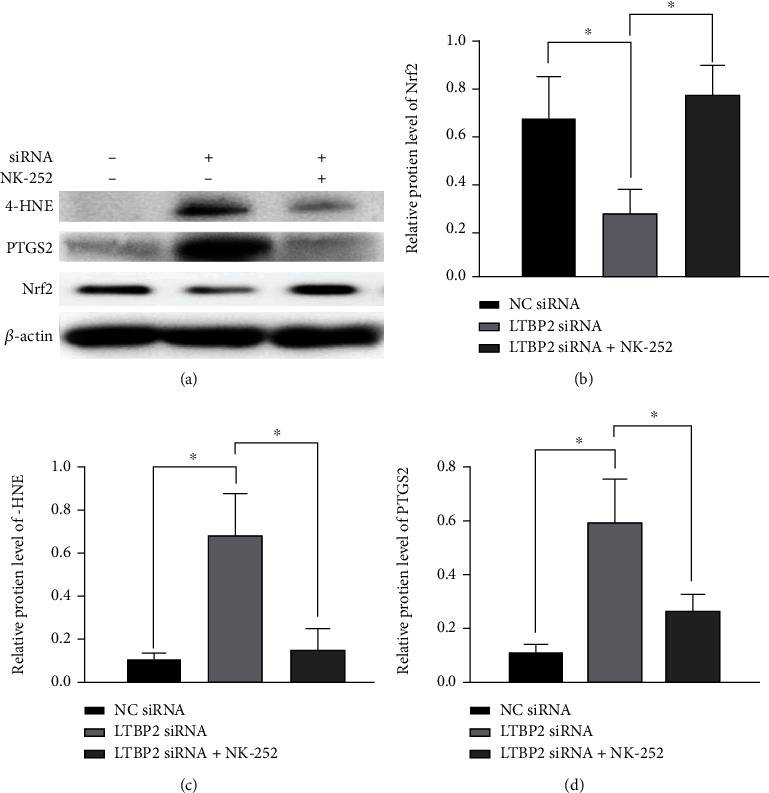 siRNA – + +
NK-252 – – +
4-HNE
PTGS2
Nrf2
β-actin
(a)
Relative protien level of Nrf2
1.0
0.8
0.6
0.4
0.2
0.0
*
*
NC siRNA
LTBP2 siRNA
LTBP2 siRNA + NK-252
(b)
Relative protien level of -HNE
1.0
0.8
0.6
0.4
0.2
0.0
*
*
NC siRNA
LTBP2 siRNA
LTBP2 siRNA + NK-252
(c)
Relative protien level of PTGS2
0.8
0.6
0.4
0.2
0.0
*
*
NC siRNA
LTBP2 siRNA
LTBP2 siRNA + NK-252
(d)